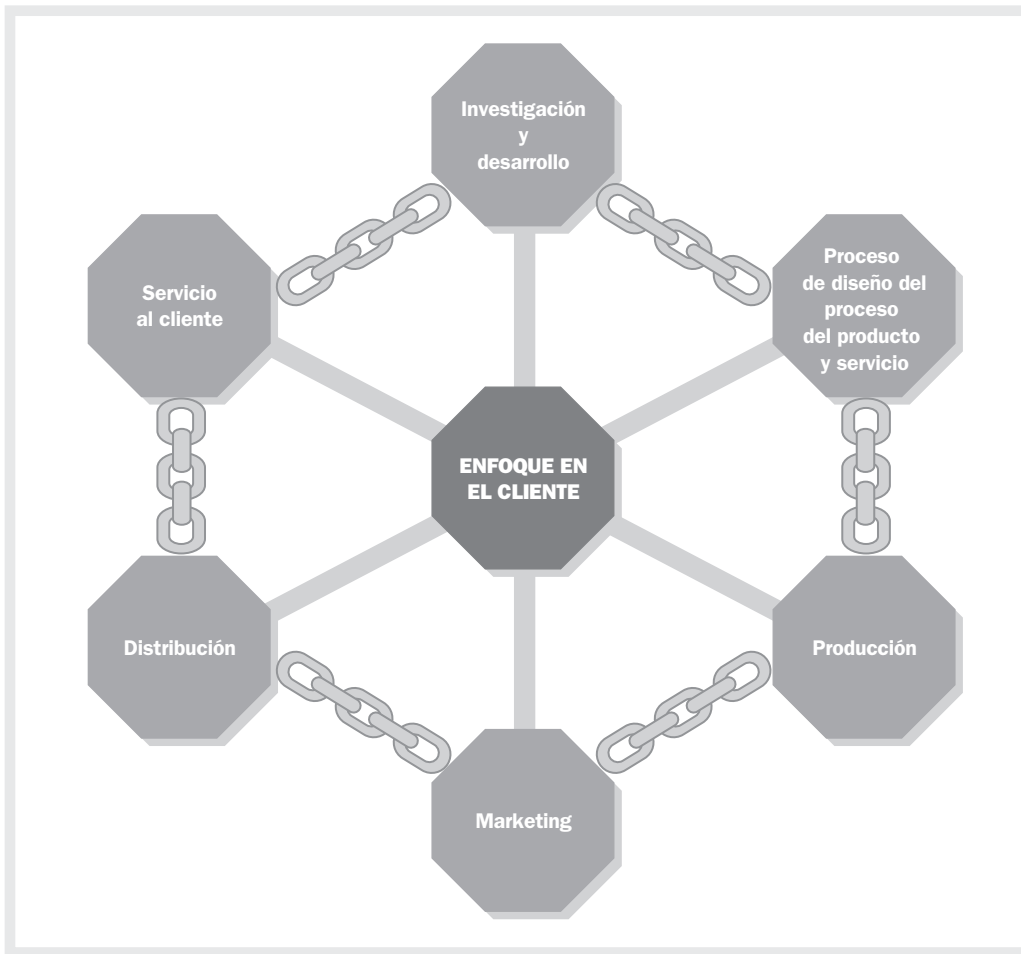 Investigación
y
desarrollo
Servicio
al cliente
Proceso
de diseño del
proceso
del producto
y servicio
ENFOQUE EN
EL CLIENTE
Distribución
Producción
Marketing